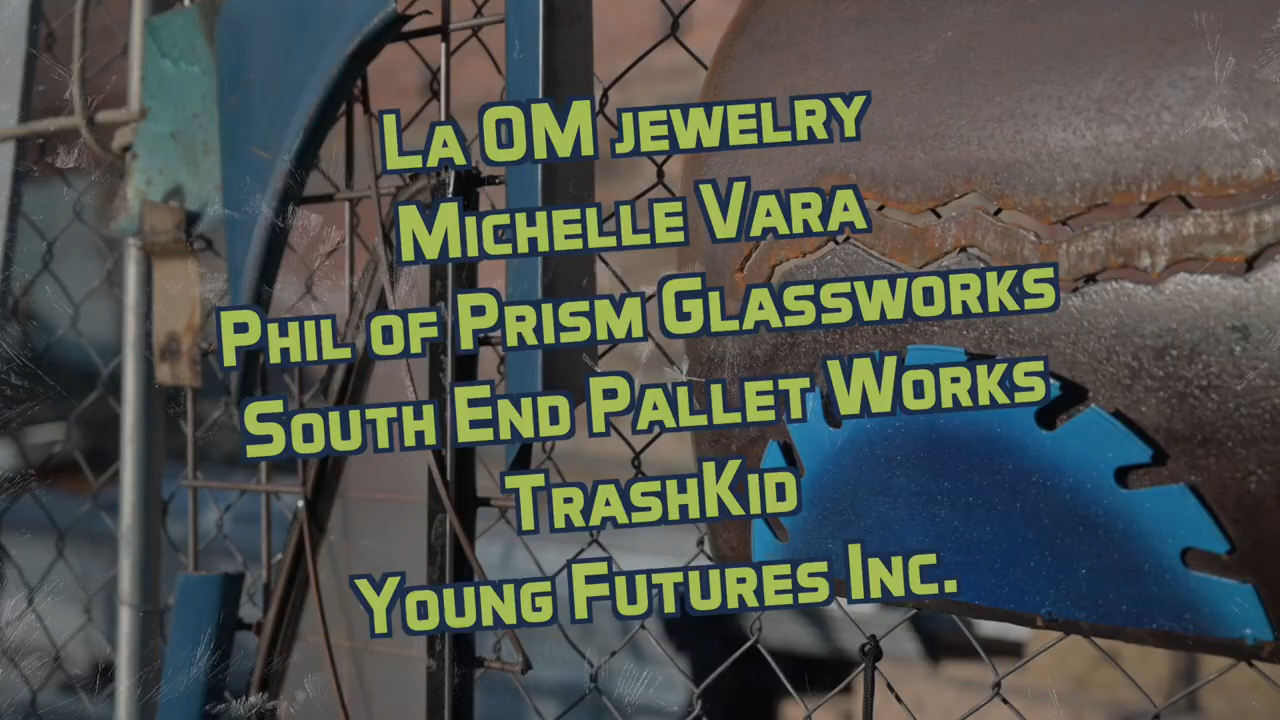 La OM jewelry
Michelle Vara
Phil of Prism Glassworks
South End Pallet Works
TrashKid
Young Futures Inc.